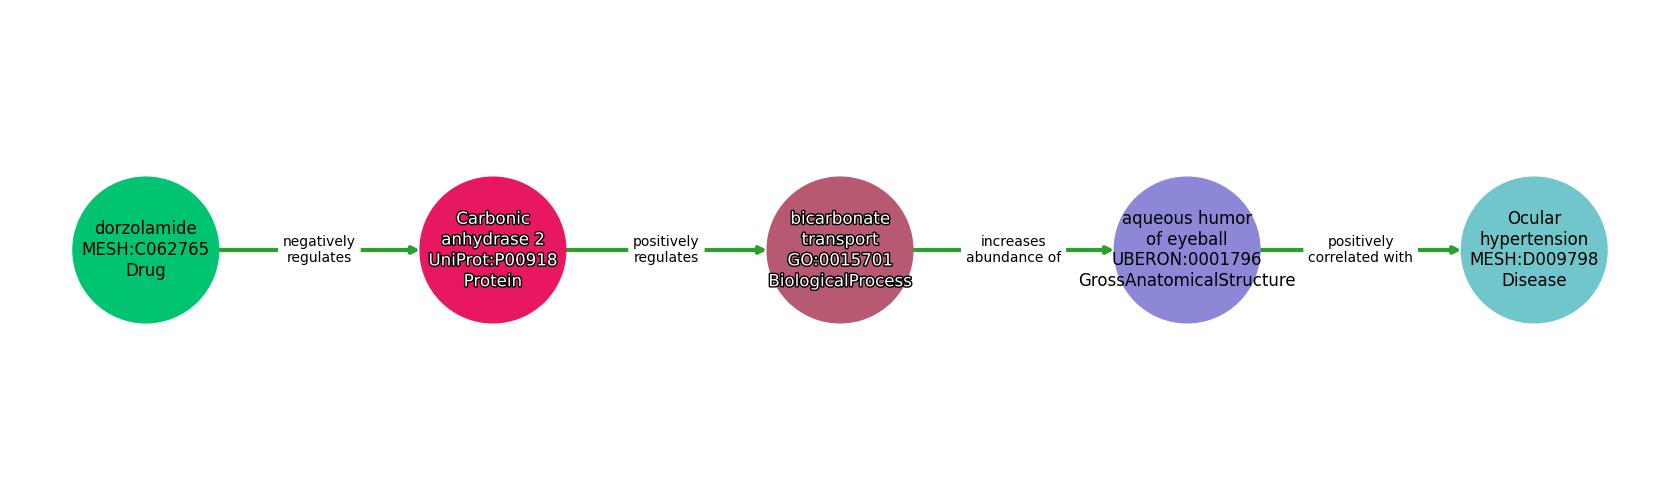 dorzolamide
MESH:C062765
Drug
negatively
regulates
Carbonic
anhydrase 2
UniProt:P00918
Protein
positively
regulates
bicarbonate
transport
GO:0015701
BiologicalProcess
increases
abundance of
aqueous humor
of eyeball
UBERON:0001796
GrossAnatomicalStructure
positively
correlated with
Ocular
hypertension
MESH:D009798
Disease